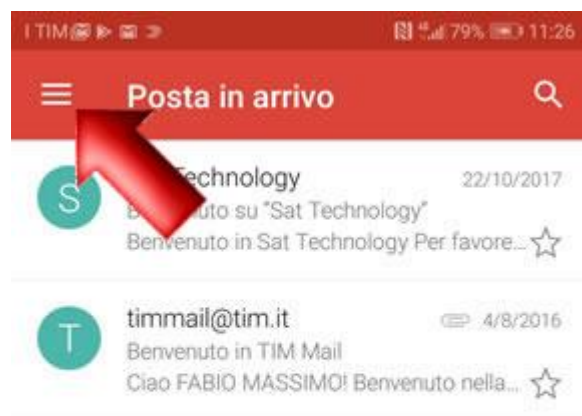 I TIM 79% 11:26
Posta in arrivo
S echnology 22/10/2017
uto su "Sat Technology"
Benvenuto in Sat Technology Per favore...
T timmail@tim.it 4/8/2016
Benvenuto in TIM Mail
Ciao FABIO MASSIMO! Benvenuto nella...